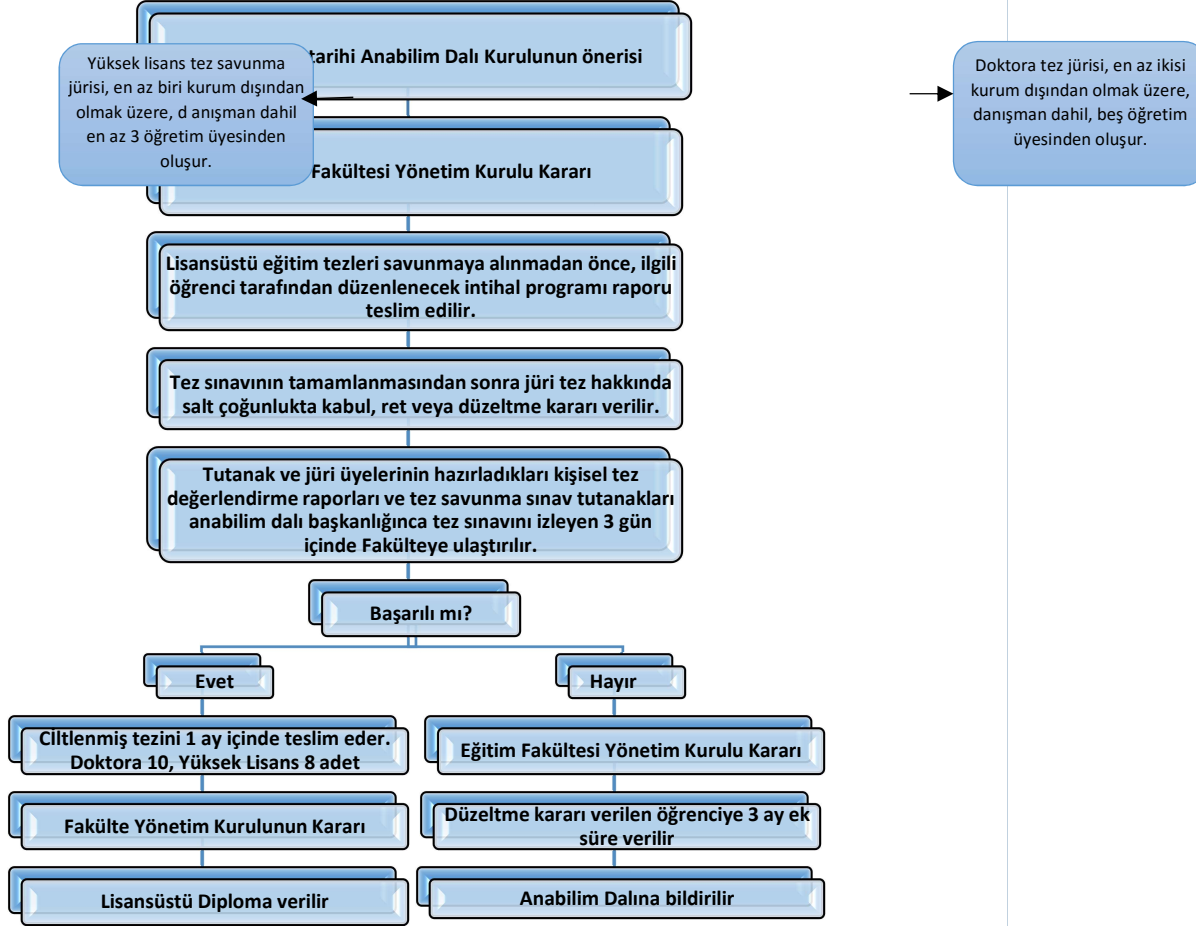 tarihi Anabilim Dalı Kurulunun önerisi
Yüksek lisans tez savunma
jürisi, en az biri kurum dışından
olmak üzere, d anışman dahil
en az 3 öğretim üyesinden
oluşur.
Doktora tez jürisi, en az ikisi
kurum dışından olmak üzere,
danışman dahil, beş öğretim
üyesinden oluşur.
Fakültesi Yönetim Kurulu Kararı
Lisansüstü eğitim tezleri savunmaya alınmadan önce, ilgili
öğrenci tarafından düzenlenecek intihal programı raporu
teslim edilir.
Tez sınavının tamamlanmasından sonra jüri tez hakkında
salt çoğunlukta kabul, ret veya düzeltme kararı verilir.
Tutanak ve jüri üyelerinin hazırladıkları kişisel tez
değerlendirme raporları ve tez savunma sınav tutanakları
anabilim dalı başkanlığınca tez sınavını izleyen 3 gün
içinde Fakülteye ulaştırılır.
Başarılı mı?
Evet
Hayır
Ciltlenmiş tezini 1 ay içinde teslim eder.
Doktora 10, Yüksek Lisans 8 adet
Eğitim Fakültesi Yönetim Kurulu Kararı
Fakülte Yönetim Kurulunun Kararı
Düzeltme kararı verilen öğrenciye 3 ay ek
süre verilir
Lisansüstü Diploma verilir
Anabilim Dalına bildirilir